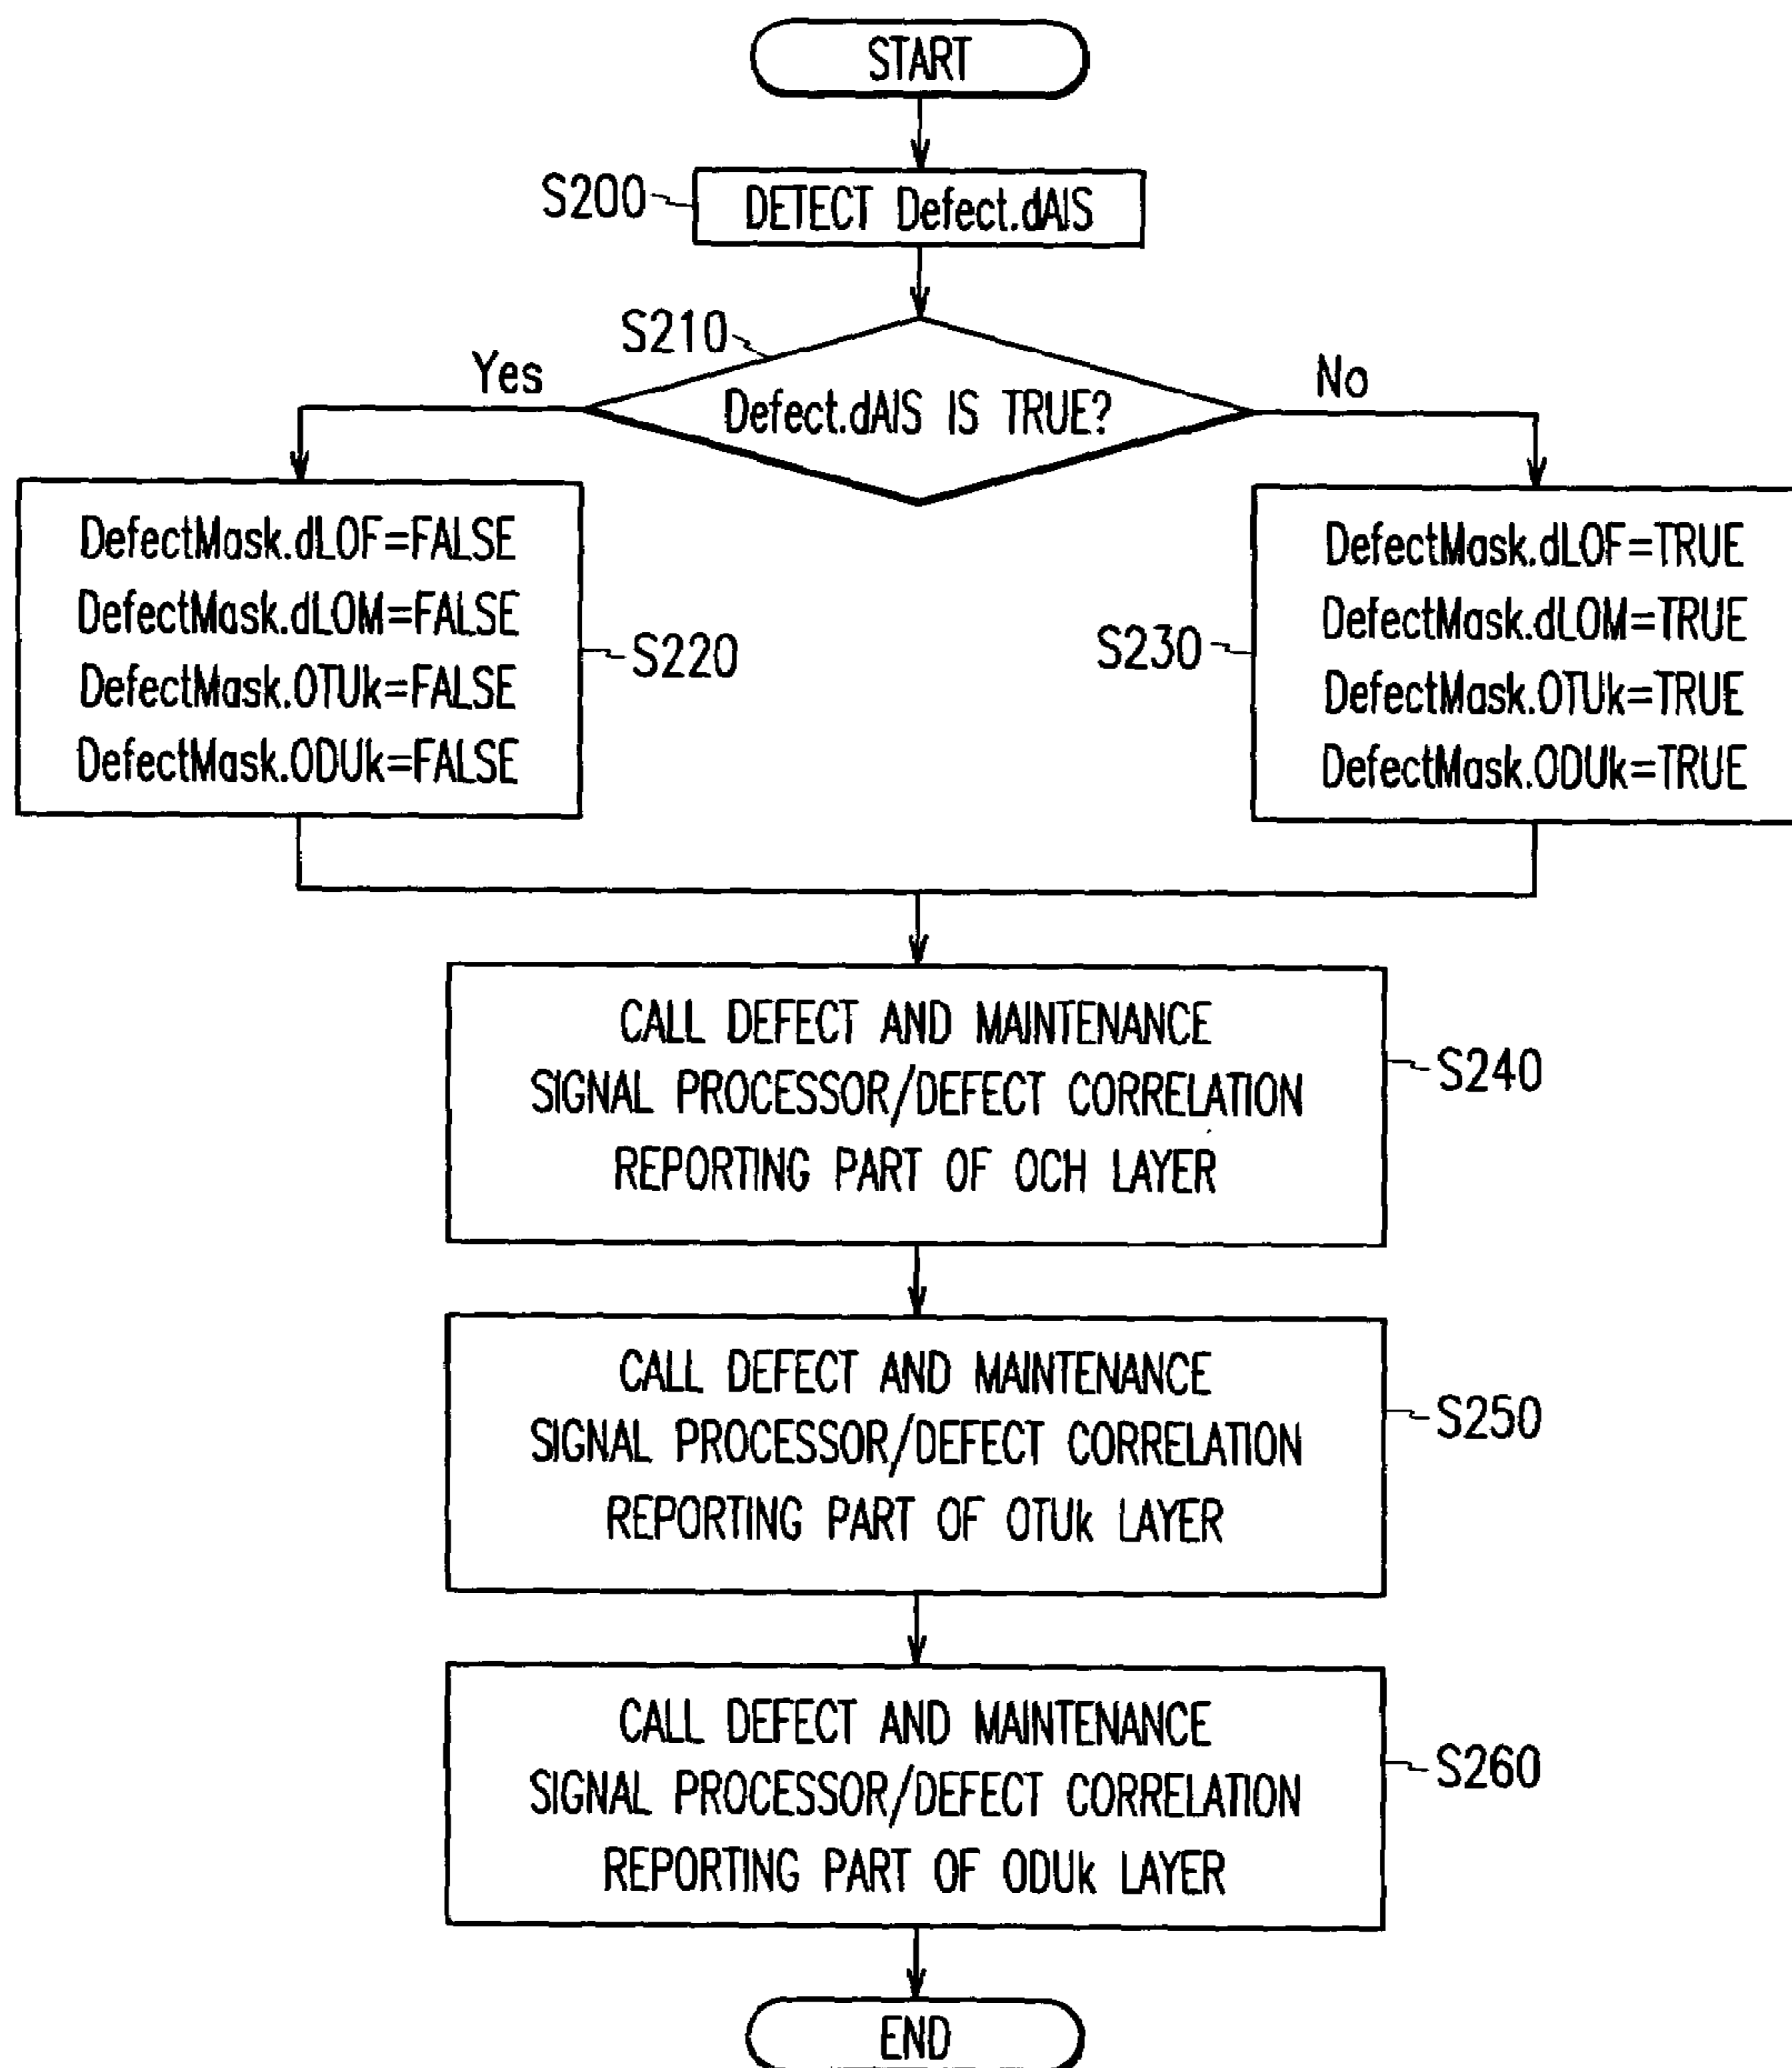 START
S200
DETECT Defect.dAIS
S210
Yes
Defect.dAIS IS TRUE?
No
DefectMask.dLOF=FALSE
DefectMask.dLOM=FALSE
DefectMask.OTUk=FALSE
DefectMask.ODUk=FALSE
S220
S230
DefectMask.dLOF=TRUE
DefectMask.dLOM=TRUE
DefectMask.OTUk=TRUE
DefectMask.ODUk=TRUE
CALL DEFECT AND MAINTENANCE
SIGNAL PROCESSOR/DEFECT CORRELATION
REPORTING PART OF OCH LAYER
S240
CALL DEFECT AND MAINTENANCE
SIGNAL PROCESSOR/DEFECT CORRELATION
REPORTING PART OF OTUk LAYER
S250
CALL DEFECT AND MAINTENANCE
SIGNAL PROCESSOR/DEFECT CORRELATION
REPORTING PART OF ODUk LAYER
S260
END